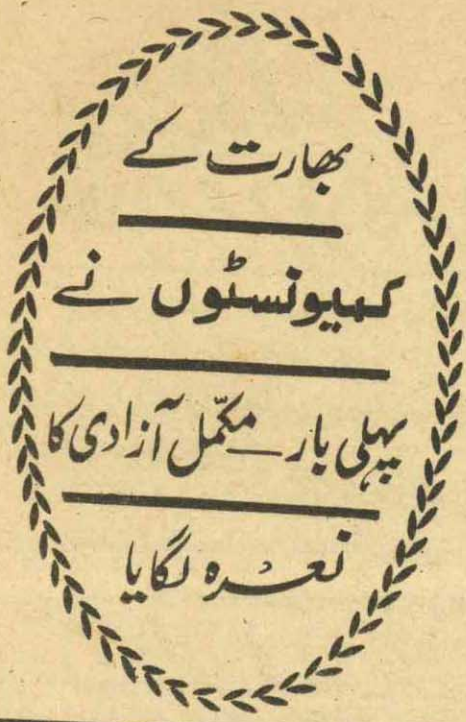 بھارت کے
کمیونسٹوں نے
پہلی بار — مکمّل آزادی کا
نعرہ لگایا